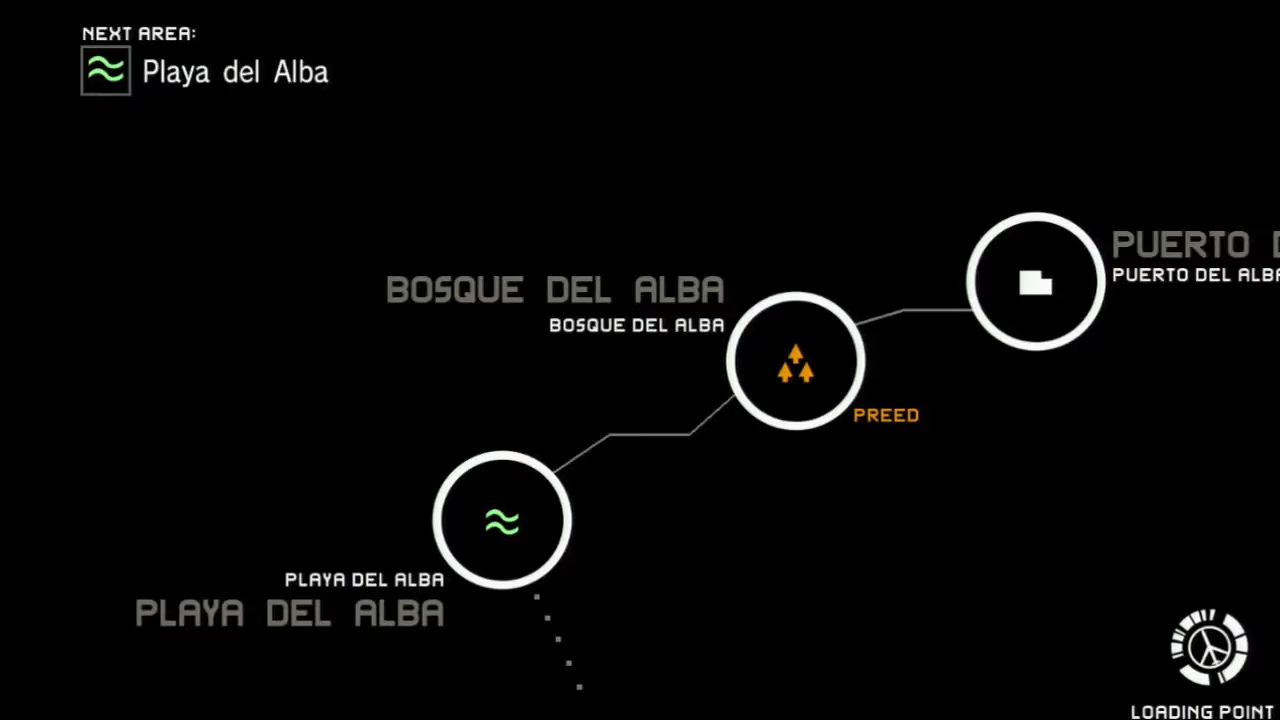 NEXT AREA:
Playa del Alba
PUERTO
PUERTO DEL ALBA
BOSQUE DEL ALBA
BOSQUE DEL ALBA
PREED
PLAYA DEL ALBA
PLAYA DEL ALBA
LOADING POINT